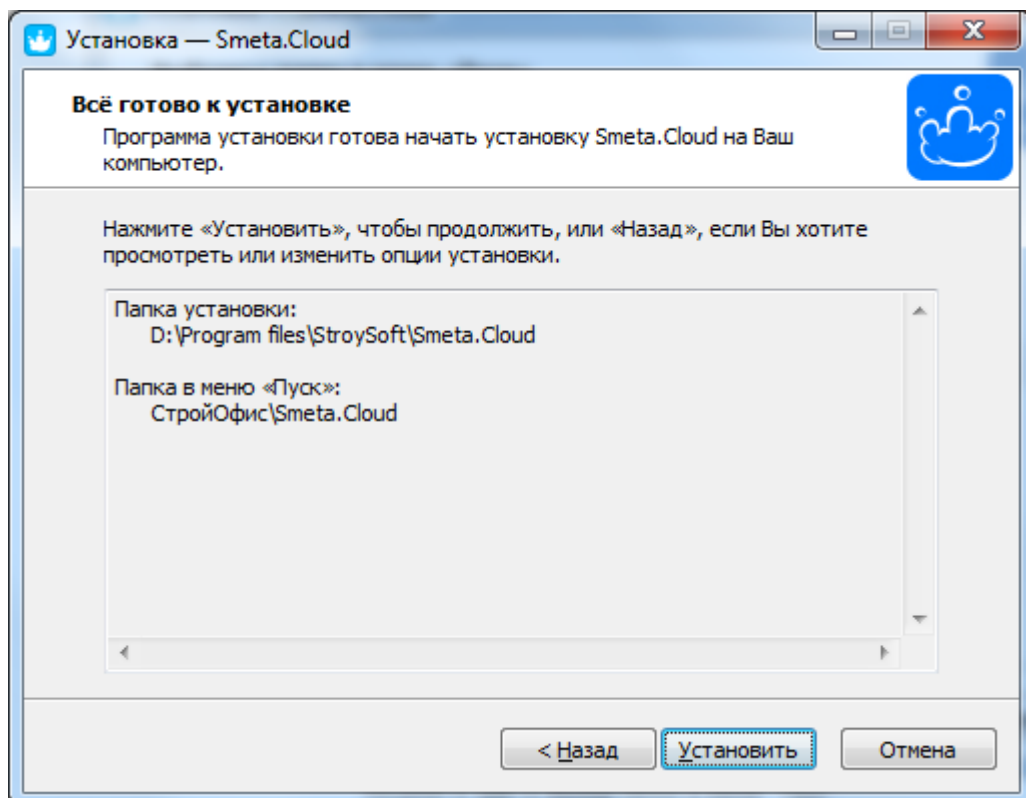 Установка — Smeta.Cloud
Всё готово к установке
Программа установки готова начать установку Smeta.Cloud на Ваш
компьютер.
Нажмите «Установить», чтобы продолжить, или «Назад», если Вы хотите
просмотреть или изменить опции установки.
Папка установки:
D:\Program files\StroySoft\Smeta.Cloud
Папка в меню «Пуск»:
СтройОфис\Smeta.Cloud
< Назад
Установить
Отмена